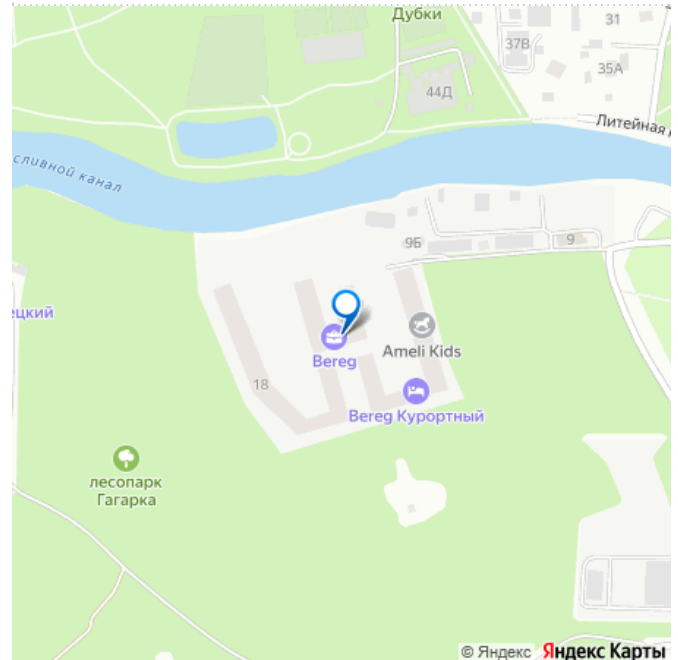 Дубки
31
37В
35А
44Д
Литейная
сливной канал
9Б
9
цкий
Bereg
Ameli Kids
18
Bereg Курортный
лесопарк
Гагарка
© Яндекс Яндекс Карты